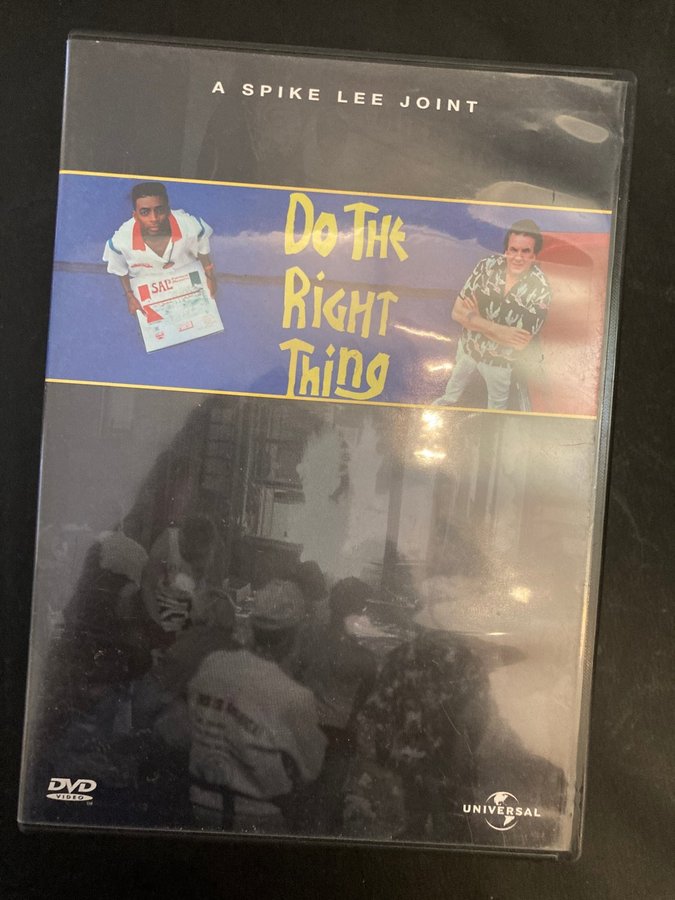 A SPIKE LEE JOINT
DO THE
RiGHT
Thing
SAL'S
DVD
VIDEO
UNIVERSAL